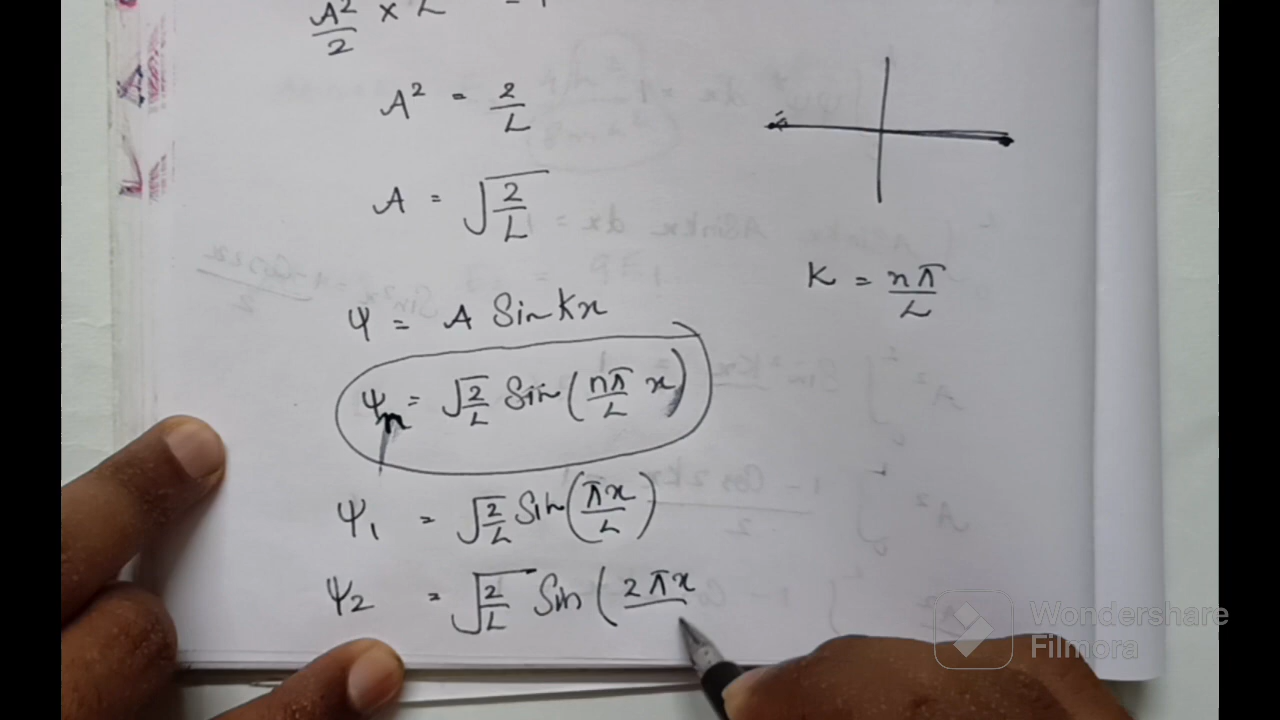 A²/2 × L = 1
A² = 2/L
A = √(2/L)
K = nπ/L
Ψ = A Sin kx
Ψn = √(2/L) Sin (nπ/L x)
Ψ1 = √(2/L) Sin (πx/L)
Ψ2 = √(2/L) Sin ( 2πx
Wondershare
Filmora